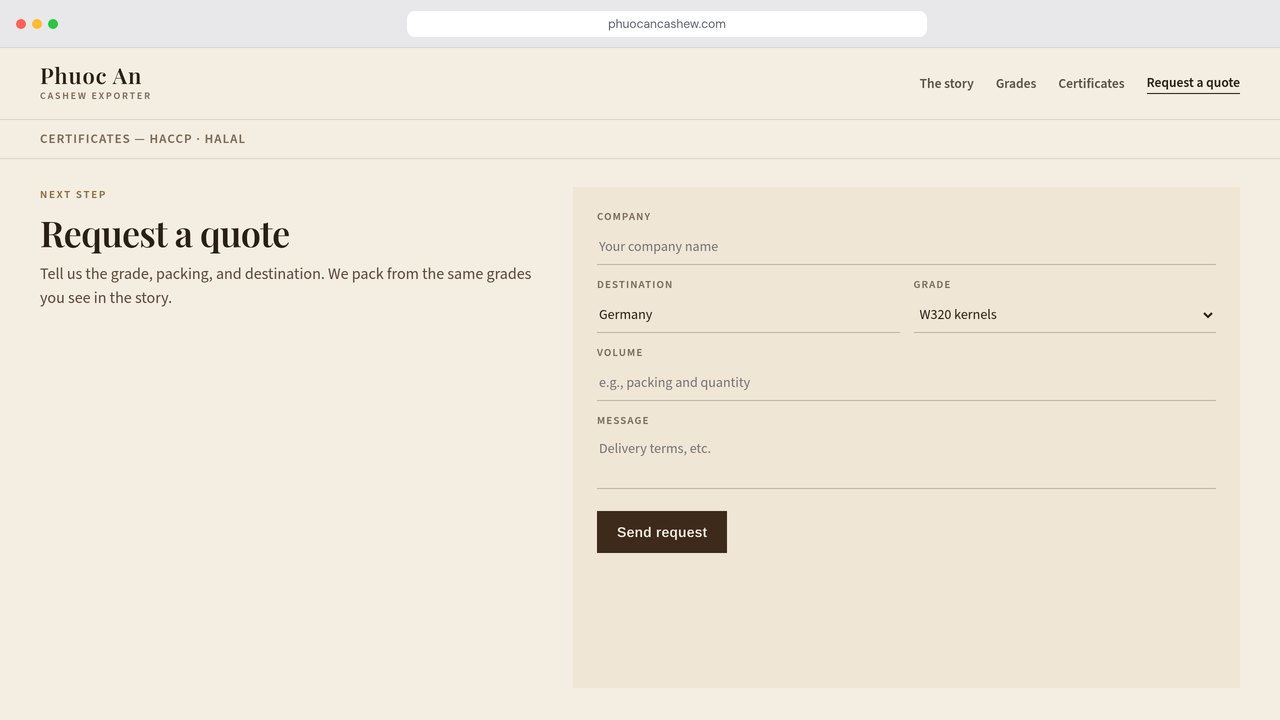 phuocancashew.com
Phuoc An
CASHEW EXPORTER
The story
Grades
Certificates
Request a quote
CERTIFICATES — HACCP · HALAL
NEXT STEP
Request a quote
Tell us the grade, packing, and destination. We pack from the same grades
you see in the story.
COMPANY
Your company name
DESTINATION
GRADE
Germany
W320 kernels
VOLUME
e.g., packing and quantity
MESSAGE
Delivery terms, etc.
Send request